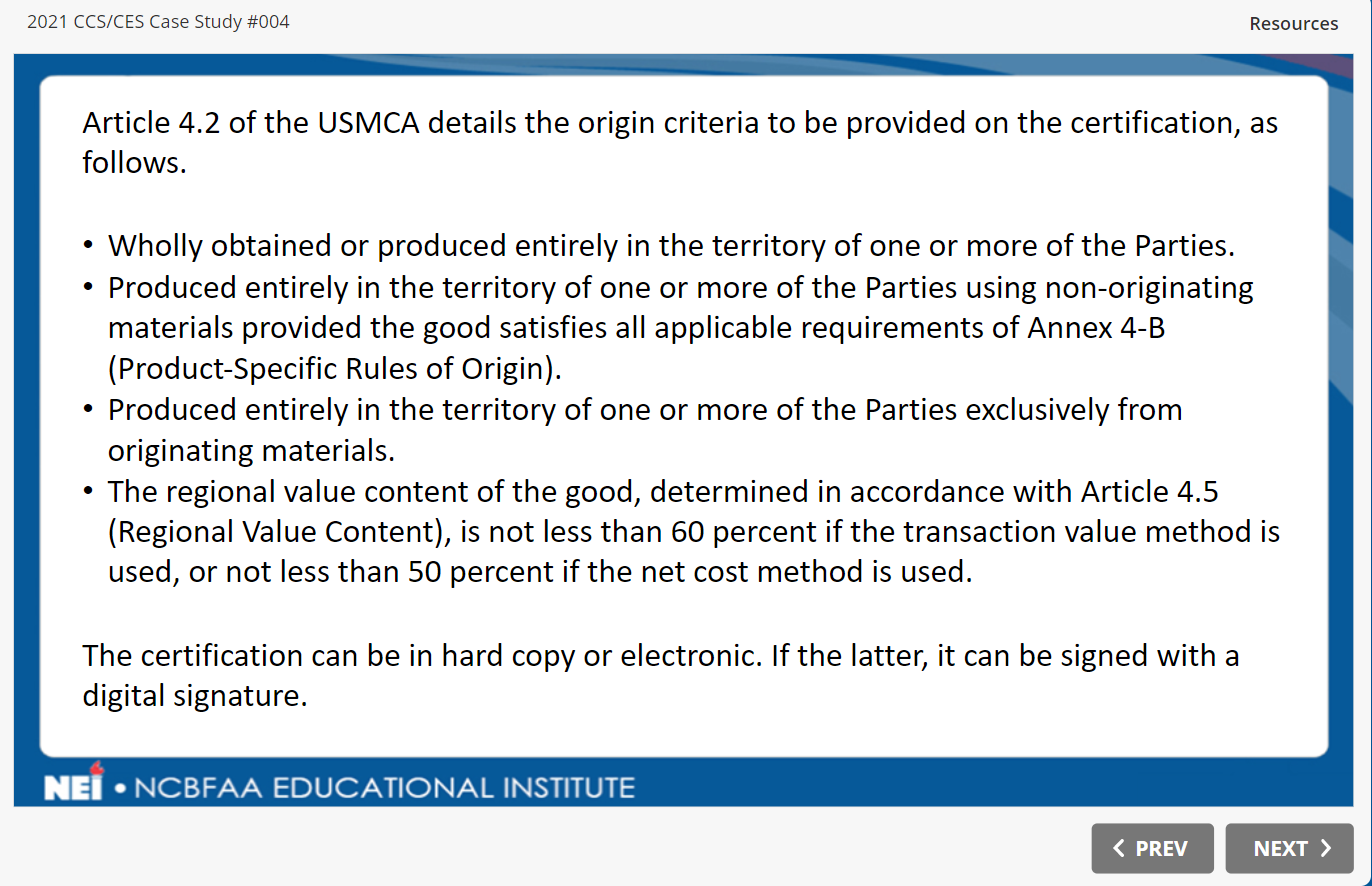 2021 CCS/CES Case Study #004
Resources
Article 4.2 of the USMCA details the origin criteria to be provided on the certification, as
follows.
• Wholly obtained or produced entirely in the territory of one or more of the Parties.
• Produced entirely in the territory of one or more of the Parties using non-originating
materials provided the good satisfies all applicable requirements of Annex 4-B
(Product-Specific Rules of Origin).
• Produced entirely in the territory of one or more of the Parties exclusively from
originating materials.
• The regional value content of the good, determined in accordance with Article 4.5
(Regional Value Content), is not less than 60 percent if the transaction value method is
used, or not less than 50 percent if the net cost method is used.
The certification can be in hard copy or electronic. If the latter, it can be signed with a
digital signature.
NEI • NCBFAA EDUCATIONAL INSTITUTE
PREV
NEXT